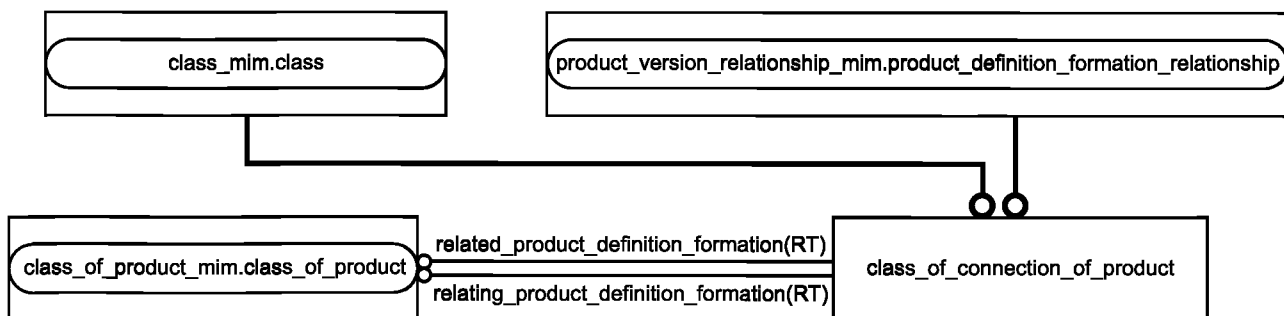 class_mim.class
product_version_relationship_mim.product_definition_formation_relationship
related_product_definition_formation(RT)
class_of_product_mim.class_of_product
class_of_connection_of_product
relating_product_definition_formation(RT)